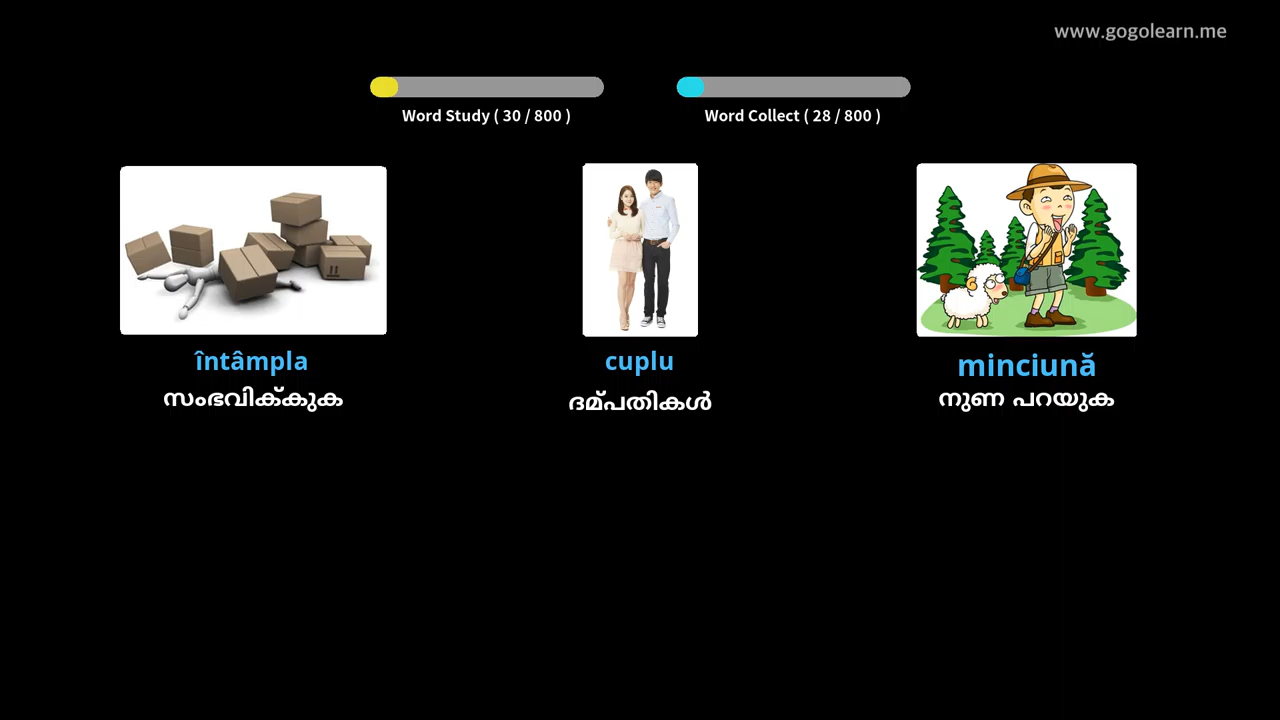 www.gogolearn.me
Word Study ( 30 / 800 )
Word Collect ( 28 / 800 )
întâmpla
cuplu
minciună
സംഭവിക്കുക
ദമ്പതികൾ
നുണ പറയുക